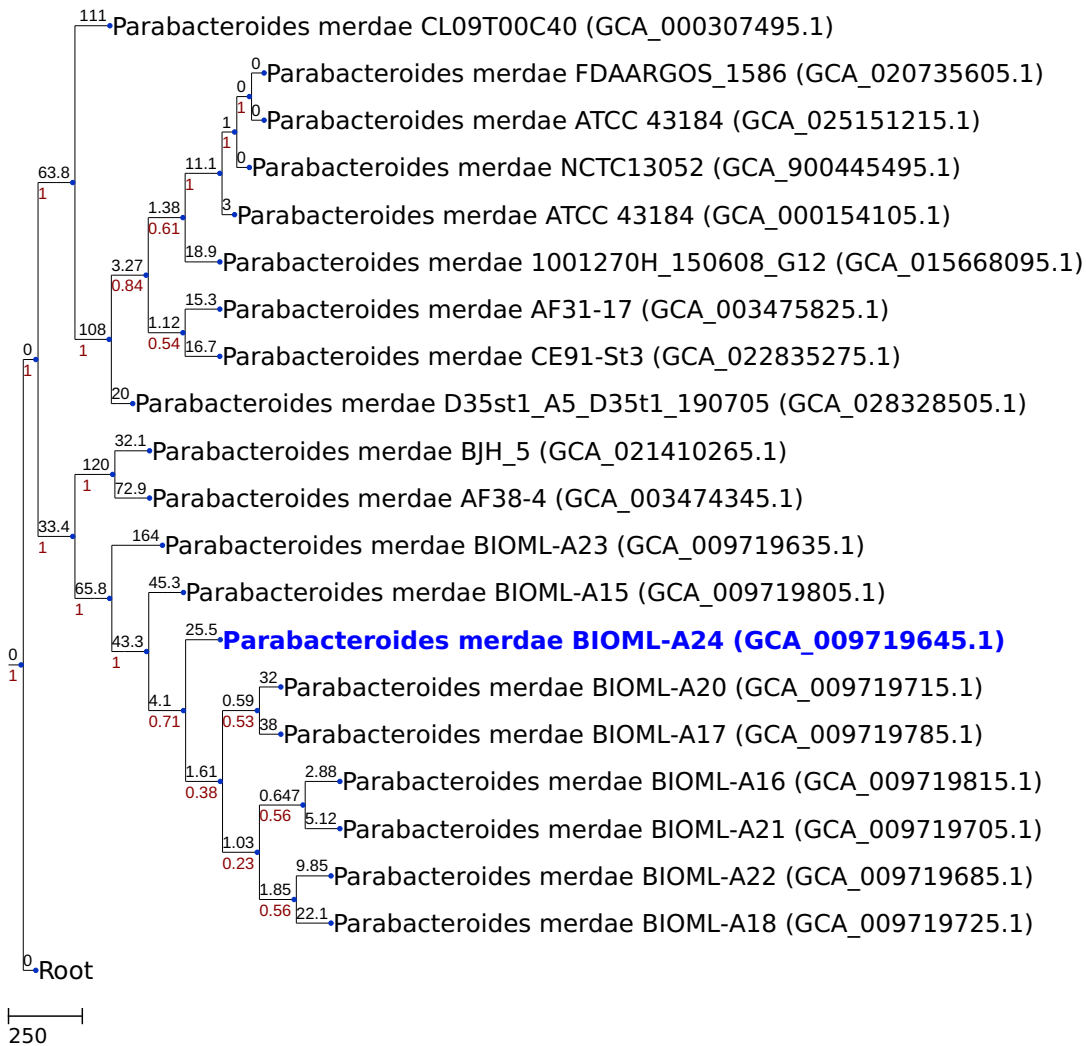 111
Parabacteroides merdae CL09T00C40 (GCA_000307495.1)
0
Parabacteroides merdae FDAARGOS_1586 (GCA_020735605.1)
0
1
0
Parabacteroides merdae ATCC 43184 (GCA_025151215.1)
1
1
0
Parabacteroides merdae NCTC13052 (GCA_900445495.1)
11.1
1
63.8
1
3
Parabacteroides merdae ATCC 43184 (GCA_000154105.1)
1.38
0.61
18.9
Parabacteroides merdae 1001270H_150608_G12 (GCA_015668095.1)
3.27
0.84
15.3
Parabacteroides merdae AF31-17 (GCA_003475825.1)
1.12
0.54
108
1
16.7
Parabacteroides merdae CE91-St3 (GCA_022835275.1)
0
1
20
Parabacteroides merdae D35st1_A5_D35t1_190705 (GCA_028328505.1)
32.1
Parabacteroides merdae BJH_5 (GCA_021410265.1)
120
1
72.9
Parabacteroides merdae AF38-4 (GCA_003474345.1)
33.4
1
164
Parabacteroides merdae BIOML-A23 (GCA_009719635.1)
65.8
1
45.3
Parabacteroides merdae BIOML-A15 (GCA_009719805.1)
43.3
1
25.5
Parabacteroides merdae BIOML-A24 (GCA_009719645.1)
0
1
32
Parabacteroides merdae BIOML-A20 (GCA_009719715.1)
4.1
0.71
0.59
0.53
38
Parabacteroides merdae BIOML-A17 (GCA_009719785.1)
1.61
0.38
2.88
Parabacteroides merdae BIOML-A16 (GCA_009719815.1)
0.647
0.56
5.12
Parabacteroides merdae BIOML-A21 (GCA_009719705.1)
1.03
0.23
9.85
Parabacteroides merdae BIOML-A22 (GCA_009719685.1)
1.85
0.56
22.1
Parabacteroides merdae BIOML-A18 (GCA_009719725.1)
0
Root
250